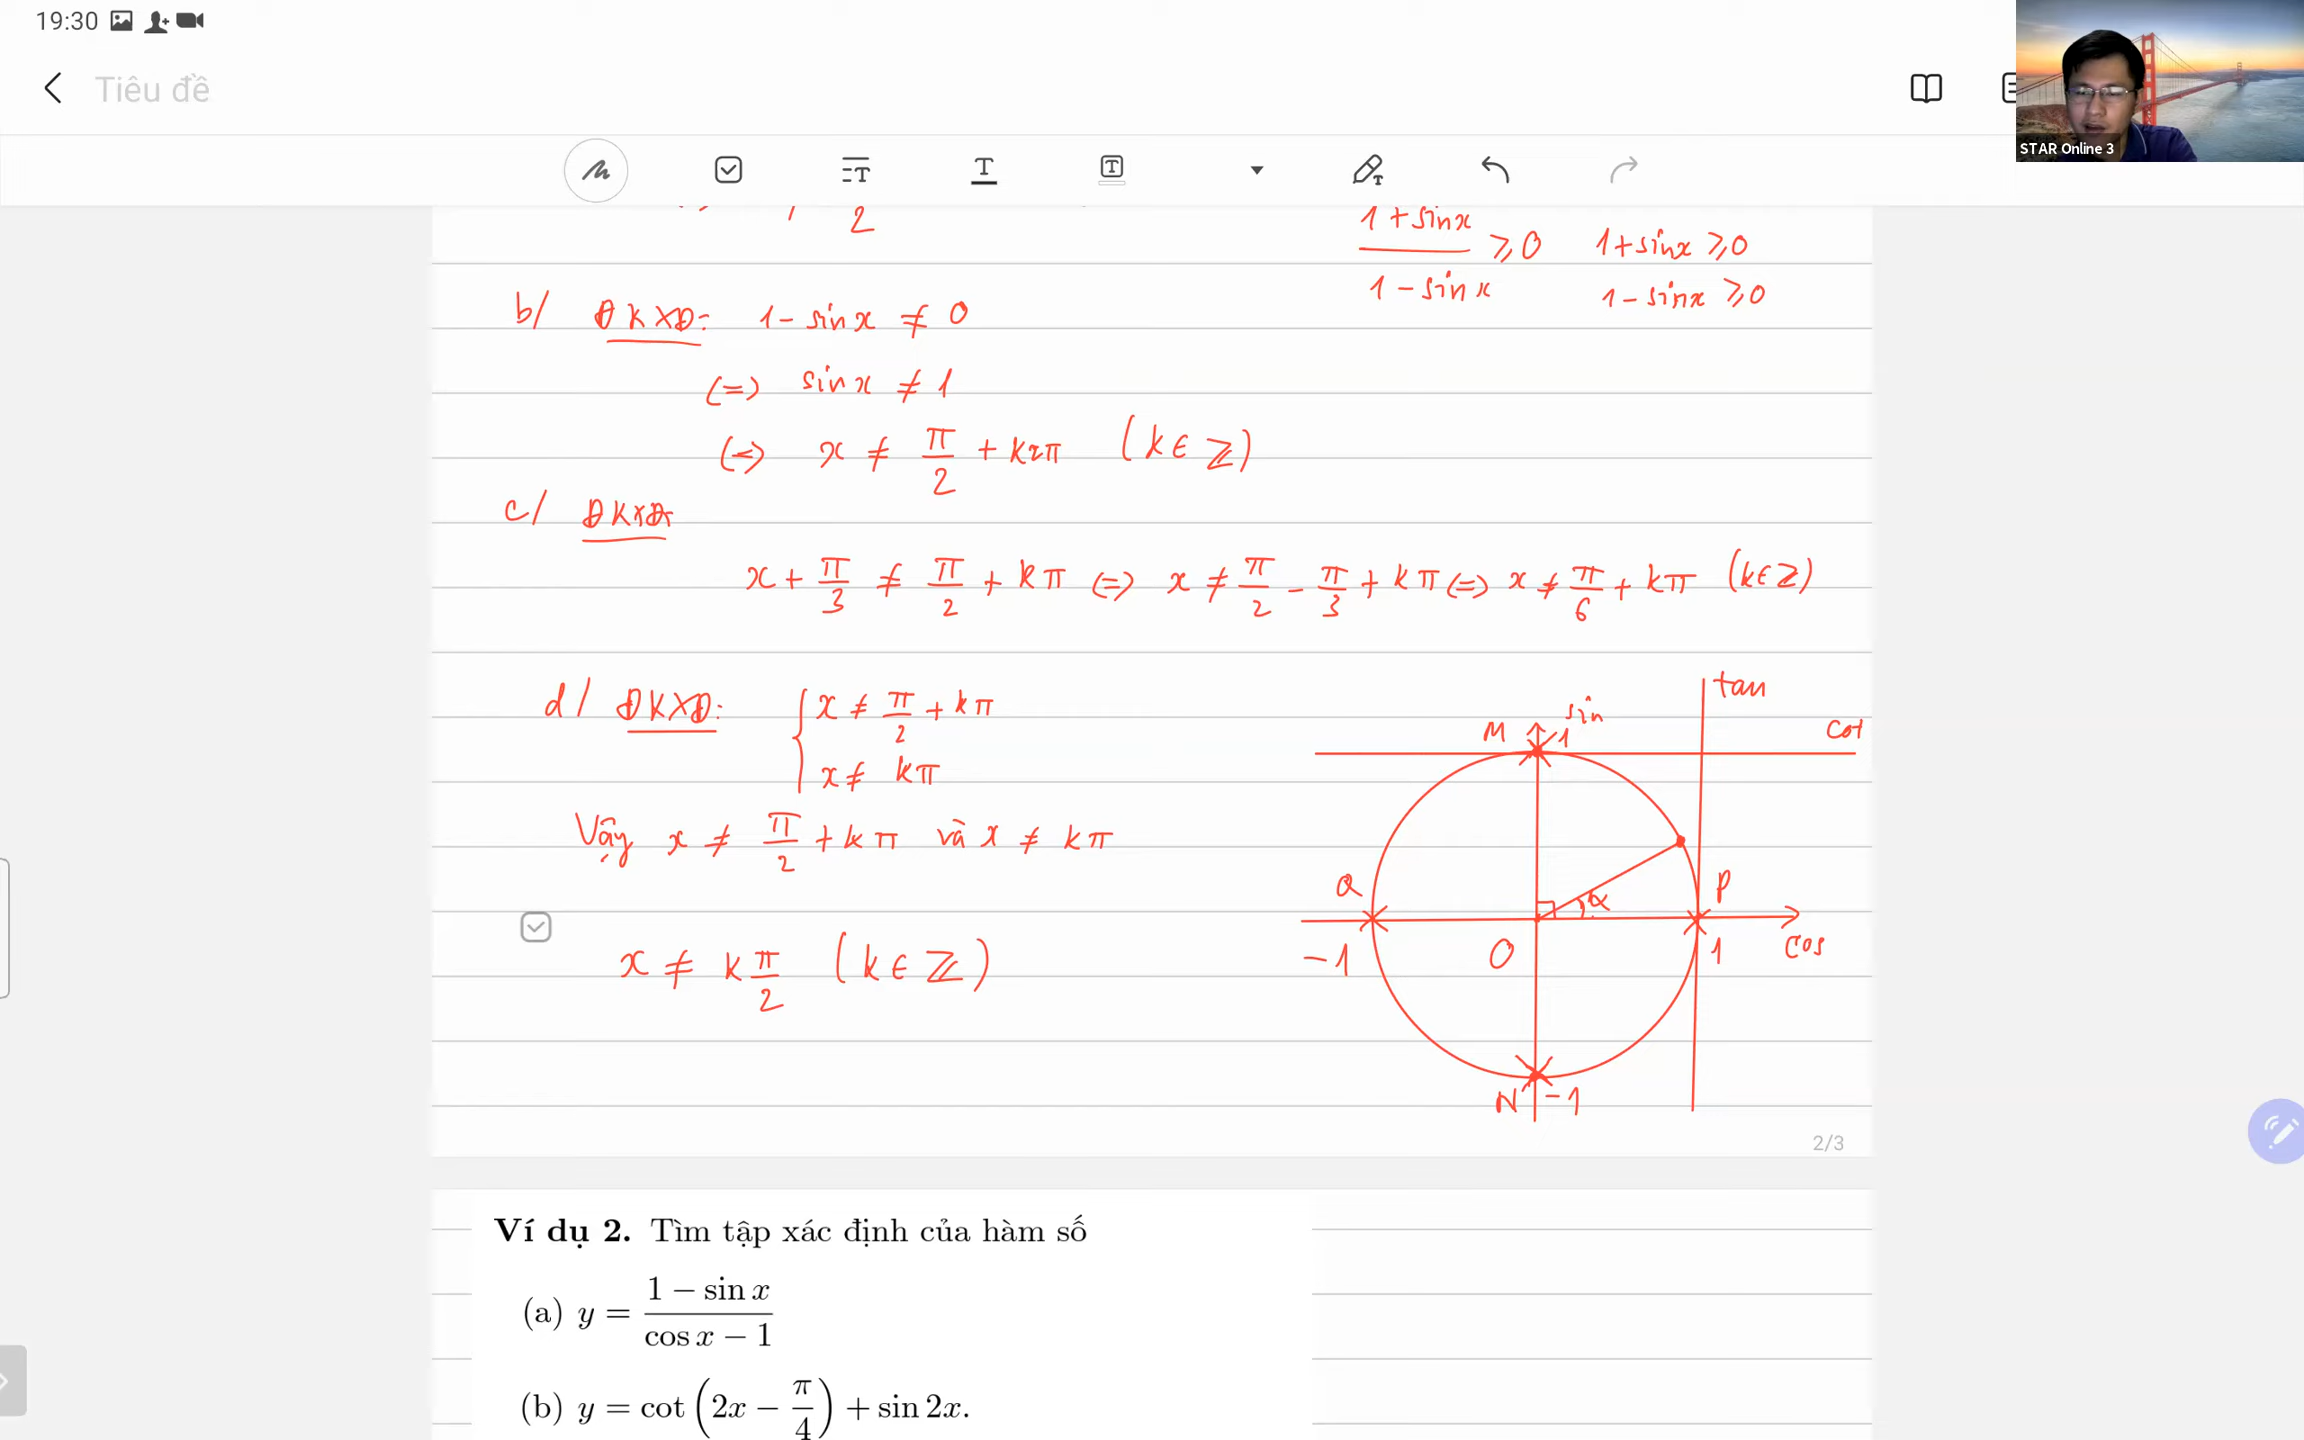 19:30
Tiêu đề
STAR Online 3
2
1 + sin x
1 - sin x
≥ 0
1 + sin x ≥ 0
1 - sin x ≥ 0
b/ ĐKXĐ: 1 - sin x ≠ 0
(=) sin x ≠ 1
(=) x ≠ π/2 + k2π (k ∈ Z)
c/ ĐKXĐ:
x + π/3 ≠ π/2 + kπ (=) x ≠ π/2 - π/3 + kπ (=) x ≠ π/6 + kπ (k ∈ Z)
d/ ĐKXĐ: { x ≠ π/2 + kπ
x ≠ kπ
Vậy x ≠ π/2 + kπ và x ≠ kπ
x ≠ k π/2 (k ∈ Z)
tan
sin
M
1
cot
Q
α
P
-1
O
1
cos
N
-1
2/3
Ví dụ 2. Tìm tập xác định của hàm số
(a) y = (1 − sin x)/(cos x − 1)
(b) y = cot (2x − π/4) + sin 2x.